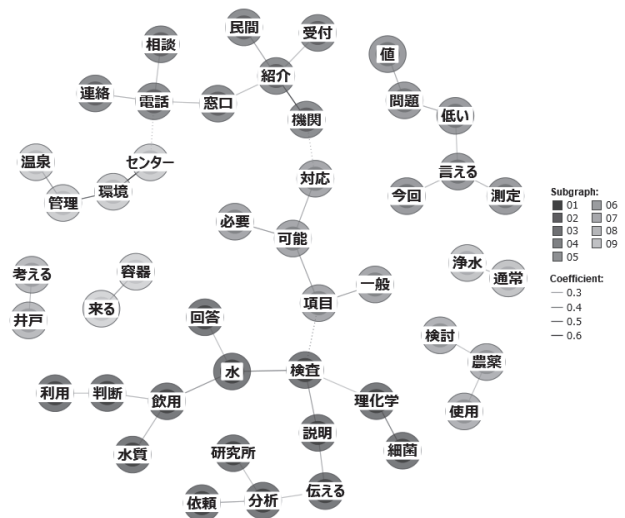 民間
受付
相談
値
紹介
連絡
電話
窓口
問題
低い
機関
温泉
センター
環境
管理
対応
言える
今回
測定
必要
可能
考える
容器
井戸
来る
浄水
通常
一般
項目
回答
検討
農薬
使用
水
検査
利用
判断
飲用
理化学
水質
研究所
説明
細菌
依頼
分析
伝える
Subgraph:
01 06
02 07
03 08
04 09
05
Coefficient:
0.3
0.4
0.5
0.6